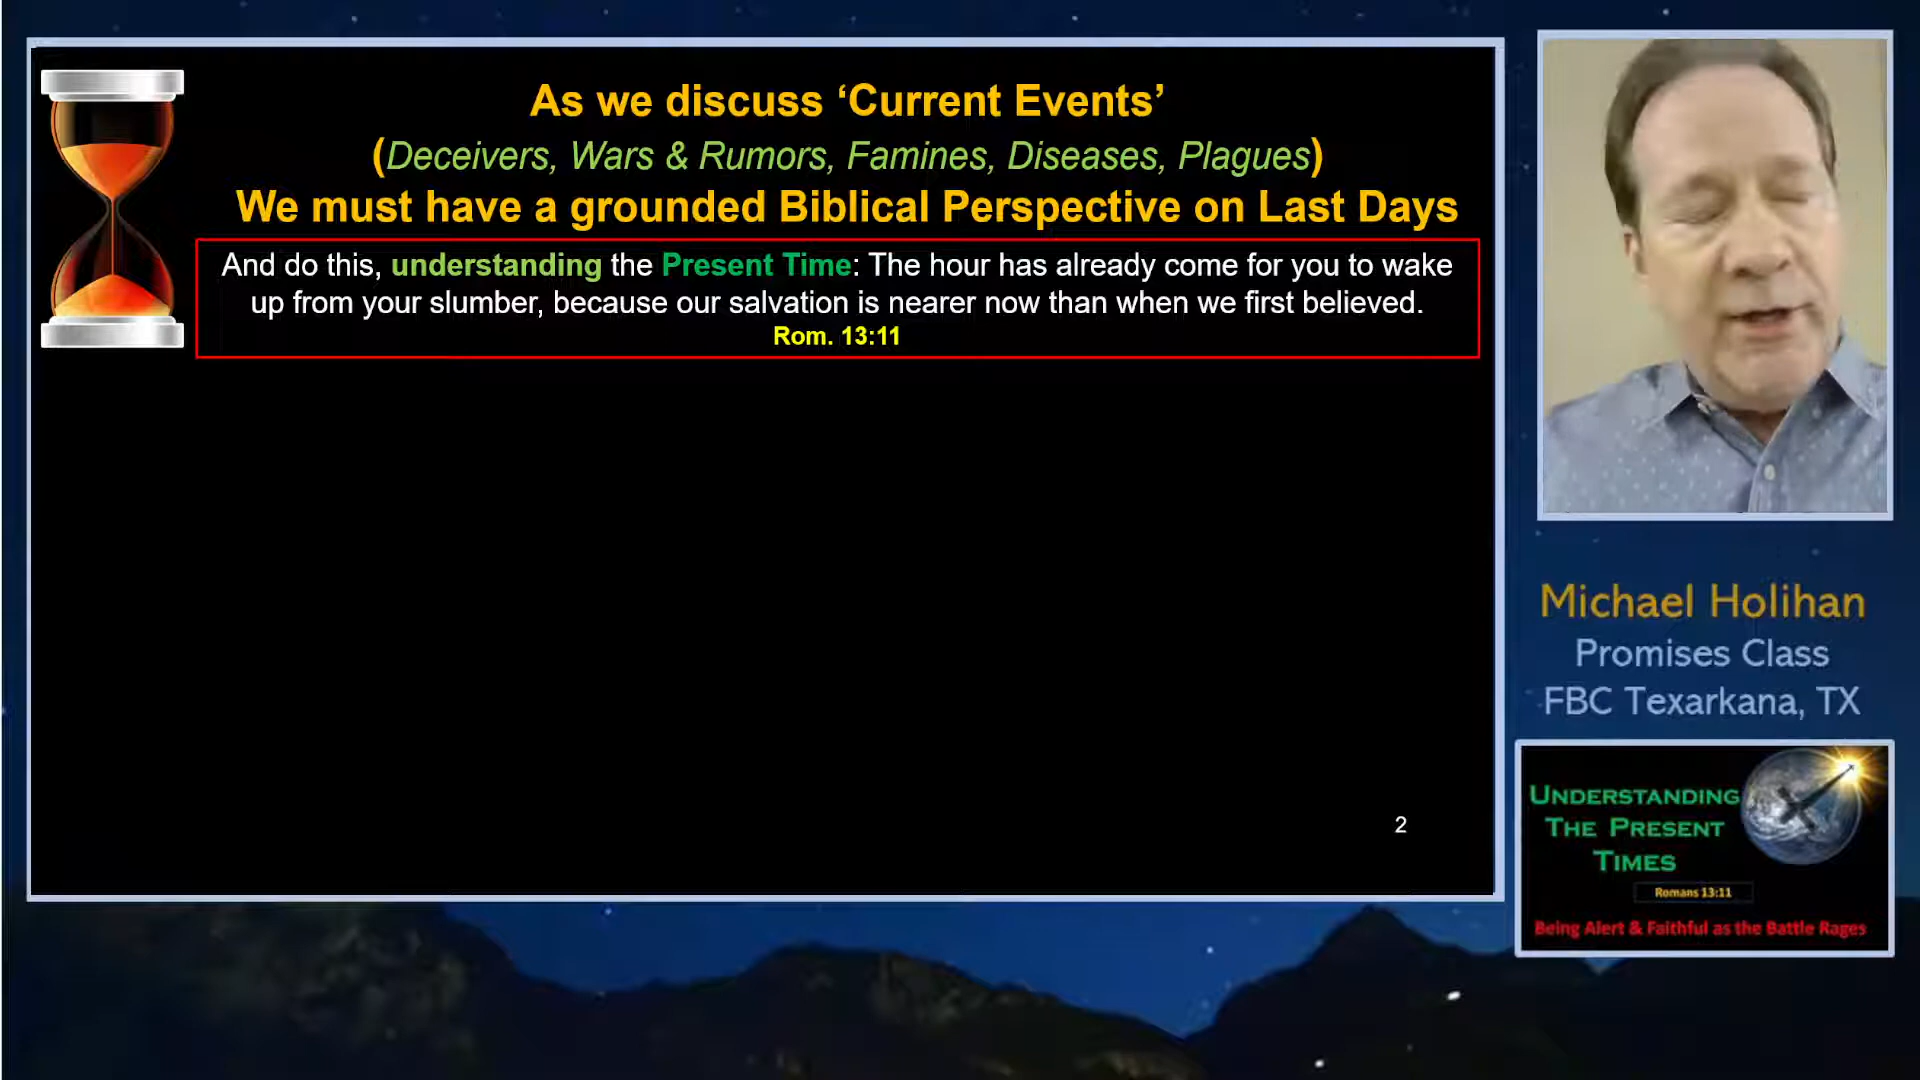 As we discuss ‘Current Events’
(Deceivers, Wars & Rumors, Famines, Diseases, Plagues)
We must have a grounded Biblical Perspective on Last Days
And do this, understanding the Present Time: The hour has already come for you to wake
up from your slumber, because our salvation is nearer now than when we first believed.
Rom. 13:11
2
Michael Holihan
Promises Class
FBC Texarkana, TX
UNDERSTANDING
THE PRESENT
TIMES
Romans 13:11
Being Alert & Faithful as the Battle Rages